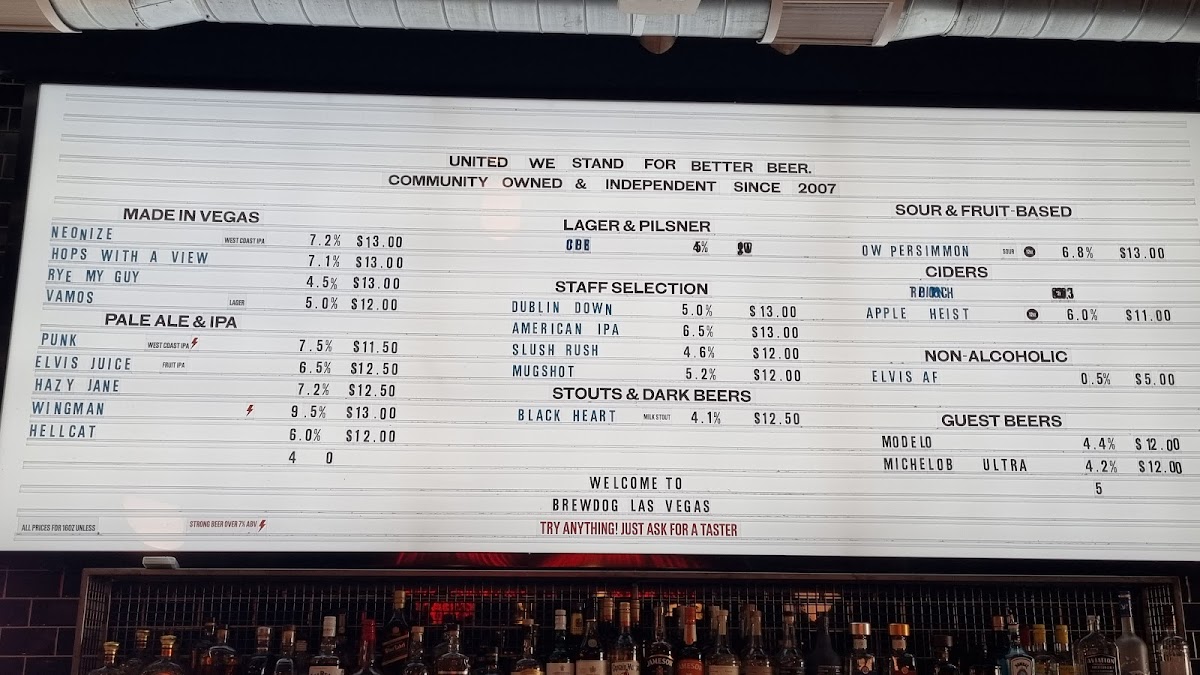 UNITED WE STAND FOR BETTER BEER.
COMMUNITY OWNED & INDEPENDENT SINCE 2007
MADE IN VEGAS
NEONIZE WEST COAST IPA 7.2% $13.00
HOPS WITH A VIEW 7.1% $13.00
RYE MY GUY 4.5% $13.00
VAMOS LAGER 5.0% $12.00
PALE ALE & IPA
PUNK WEST COAST IPA 7.5% $11.50
ELVIS JUICE FRUIT IPA 6.5% $12.50
HAZY JANE 7.2% $12.50
WINGMAN 9.5% $13.00
HELLCAT 6.0% $12.00
4 0
ALL PRICES FOR 16OZ UNLESS
STRONG BEER OVER 7% ABV
LAGER & PILSNER
STAFF SELECTION
DUBLIN DOWN 5.0% $13.00
AMERICAN IPA 6.5% $13.00
SLUSH RUSH 4.6% $12.00
MUGSHOT 5.2% $12.00
STOUTS & DARK BEERS
BLACK HEART MILK STOUT 4.1% $12.50
WELCOME TO
BREWDOG LAS VEGAS
TRY ANYTHING! JUST ASK FOR A TASTER
SOUR & FRUIT-BASED
OW PERSIMMON SOUR 6.8% $13.00
CIDERS
APPLE HEIST 6.0% $11.00
NON-ALCOHOLIC
ELVIS AF 0.5% $5.00
GUEST BEERS
MODELO 4.4% $12.00
MICHELOB ULTRA 4.2% $12.00
5
JAMESON